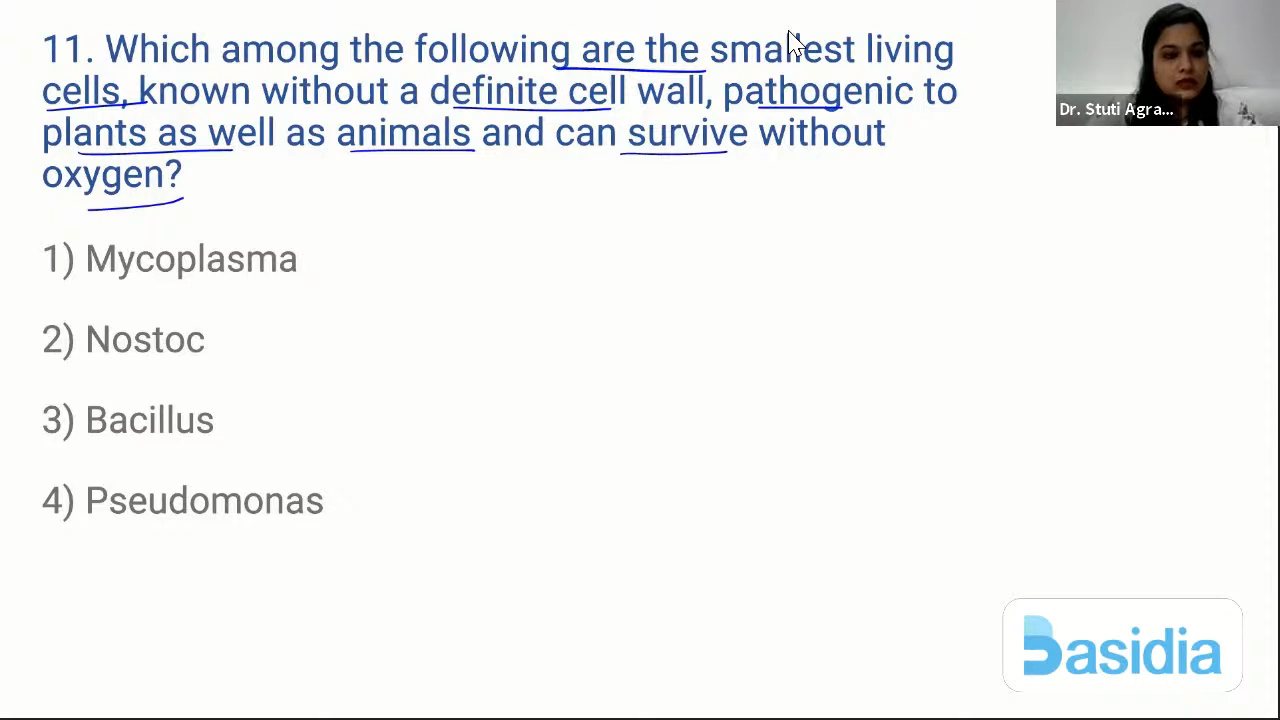 11. Which among the following are the smallest living
cells, known without a definite cell wall, pathogenic to
plants as well as animals and can survive without
oxygen?
1) Mycoplasma
2) Nostoc
3) Bacillus
4) Pseudomonas
Dr. Stuti Agra...
Basidia